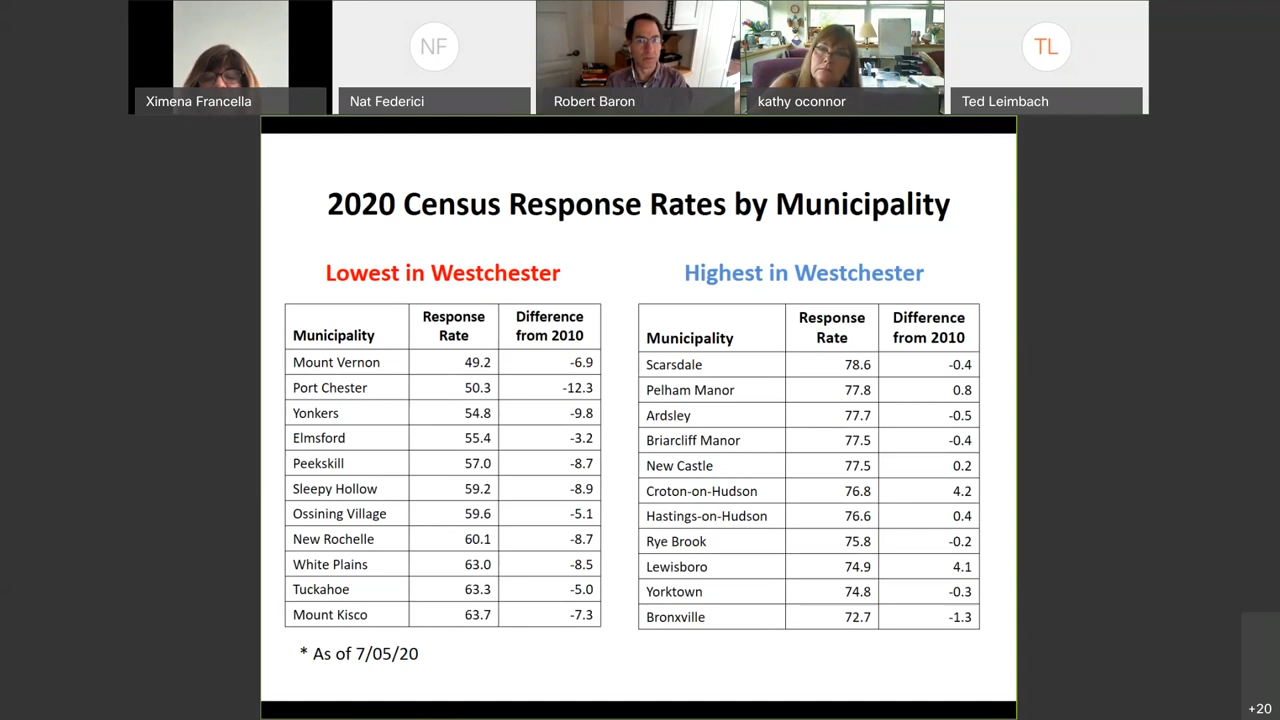 NF
TL
Ximena Francella
Nat Federici
Robert Baron
kathy oconnor
Ted Leimbach
2020 Census Response Rates by Municipality
Lowest in Westchester
Municipality Response Rate Difference from 2010
Mount Vernon 49.2 -6.9
Port Chester 50.3 -12.3
Yonkers 54.8 -9.8
Elmsford 55.4 -3.2
Peekskill 57.0 -8.7
Sleepy Hollow 59.2 -8.9
Ossining Village 59.6 -5.1
New Rochelle 60.1 -8.7
White Plains 63.0 -8.5
Tuckahoe 63.3 -5.0
Mount Kisco 63.7 -7.3
* As of 7/05/20
Highest in Westchester
Municipality Response Rate Difference from 2010
Scarsdale 78.6 -0.4
Pelham Manor 77.8 0.8
Ardsley 77.7 -0.5
Briarcliff Manor 77.5 -0.4
New Castle 77.5 0.2
Croton-on-Hudson 76.8 4.2
Hastings-on-Hudson 76.6 0.4
Rye Brook 75.8 -0.2
Lewisboro 74.9 4.1
Yorktown 74.8 -0.3
Bronxville 72.7 -1.3
+20